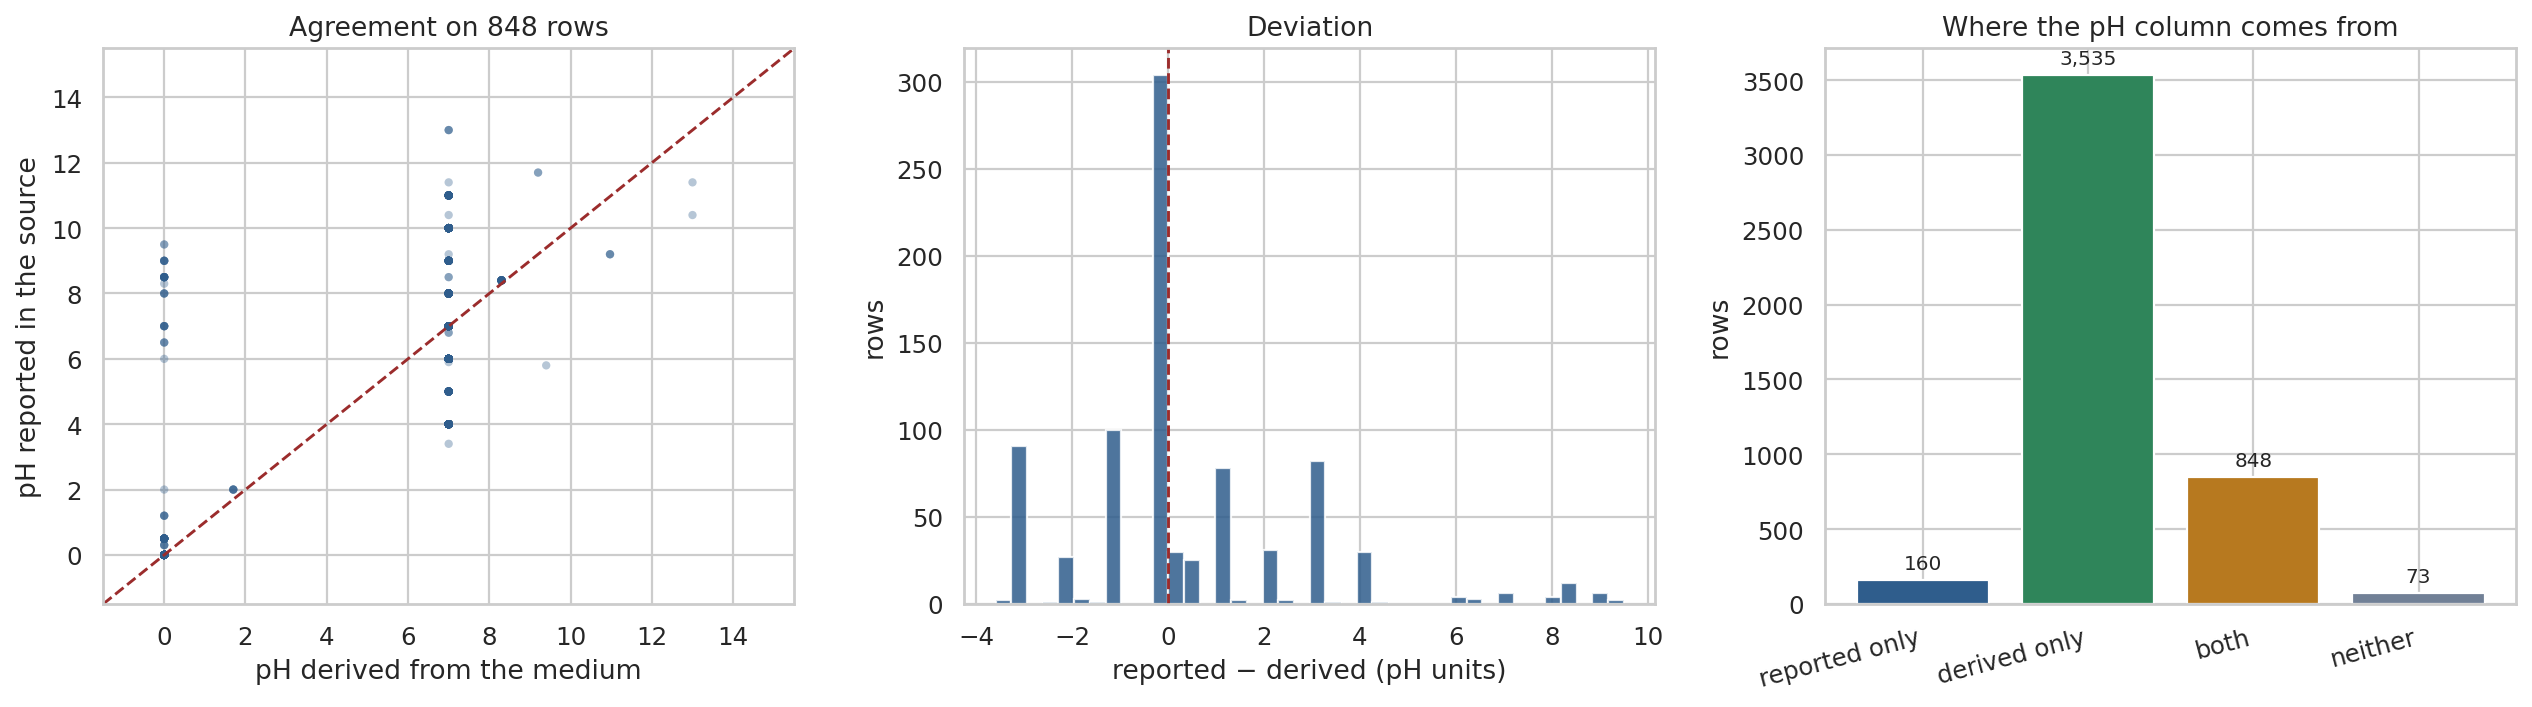 Agreement on 848 rows
pH reported in the source
14
12
10
8
6
4
2
0
0 2 4 6 8 10 12 14
pH derived from the medium
Deviation
rows
300
250
200
150
100
50
0
−4 −2 0 2 4 6 8 10
reported − derived (pH units)
Where the pH column comes from
rows
3500
3000
2500
2000
1500
1000
500
0
160
3,535
848
73
reported only
derived only
both
neither